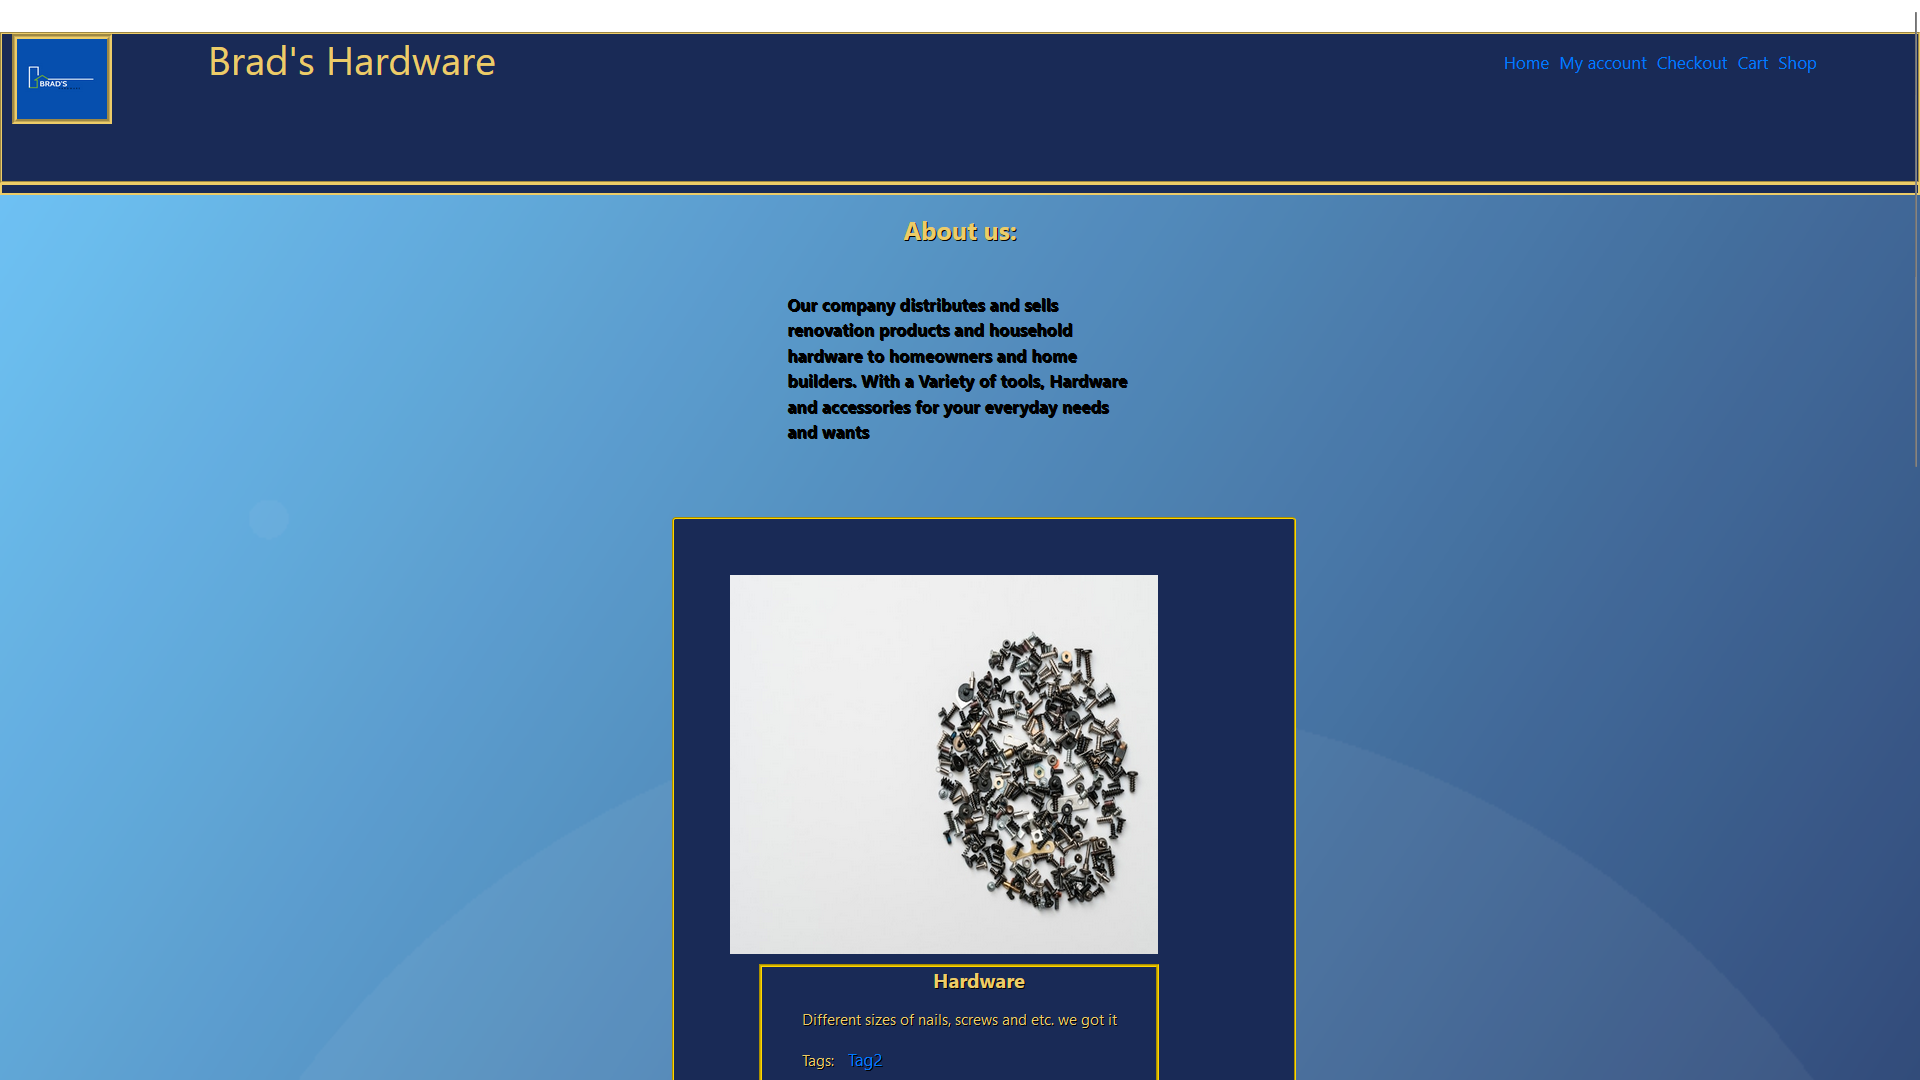 BRAD'S
Brad's Hardware
Home My account Checkout Cart Shop
About us:
Our company distributes and sells
renovation products and household
hardware to homeowners and home
builders. With a Variety of tools, Hardware
and accessories for your everyday needs
and wants
Hardware
Different sizes of nails, screws and etc. we got it
Tags: Tag2